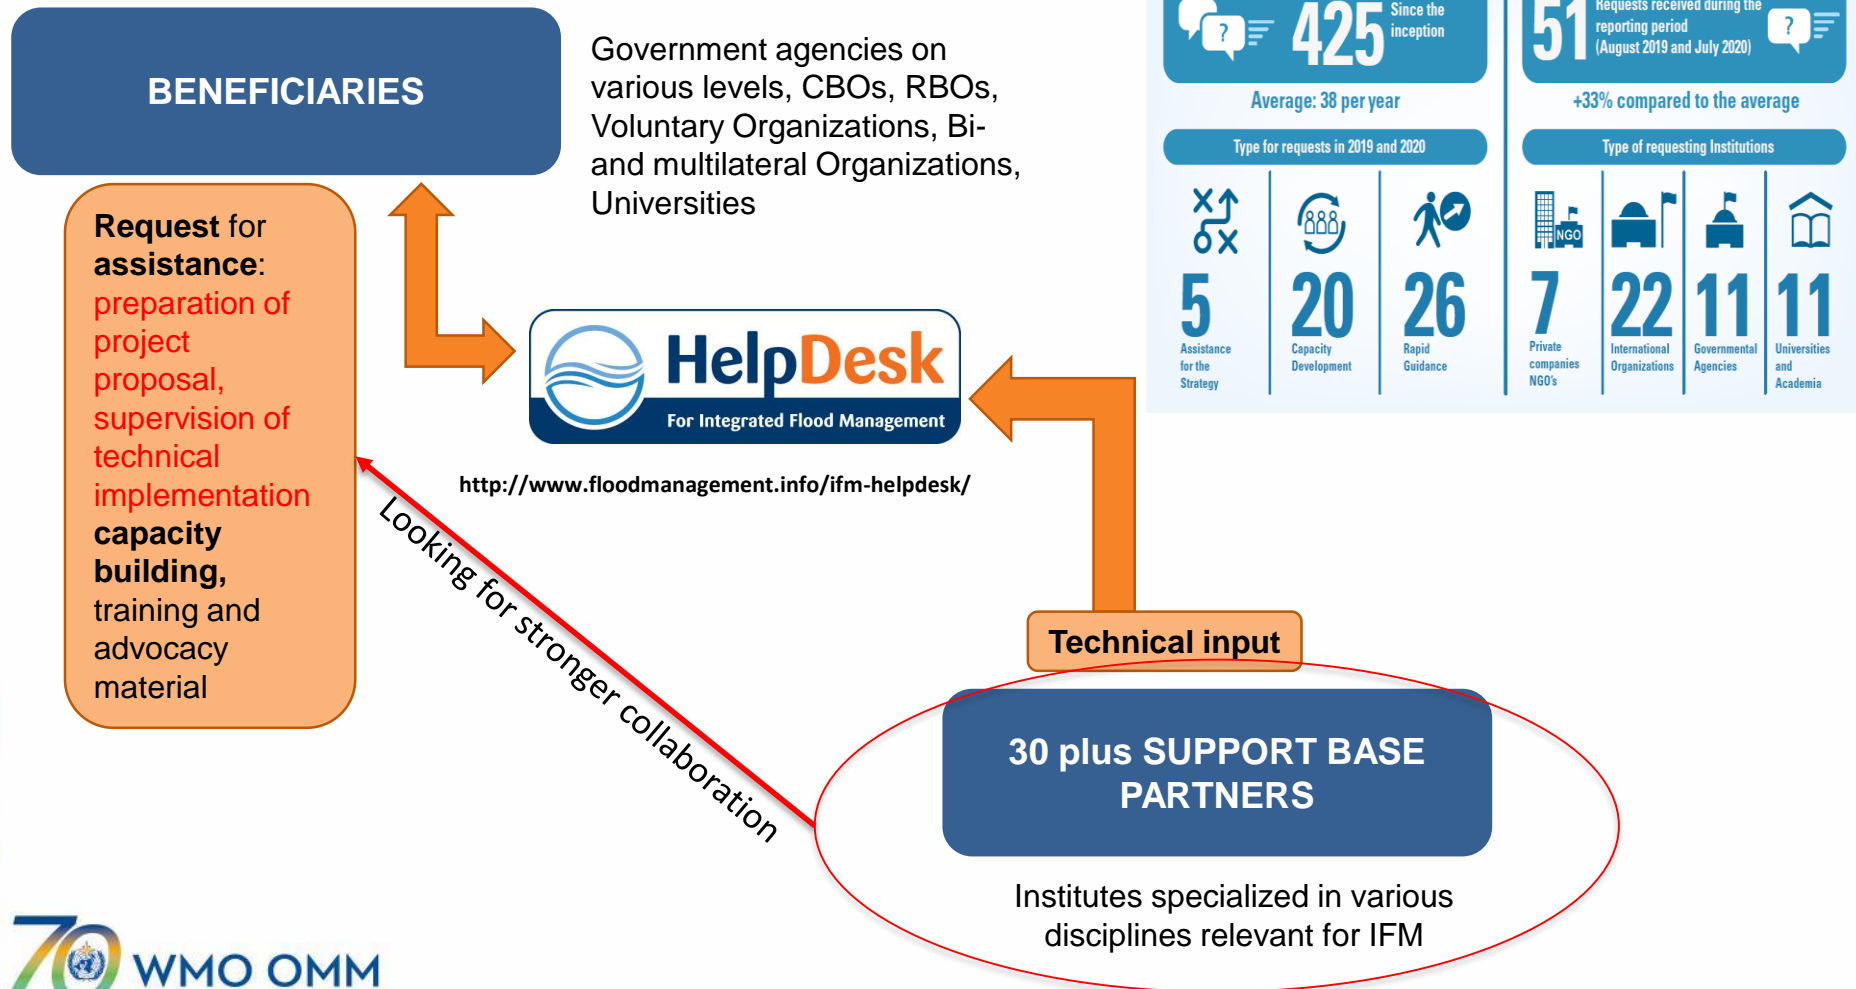 BENEFICIARIES
Government agencies on
various levels, CBOs, RBOs,
Voluntary Organizations, Bi-
and multilateral Organizations,
Universities
Request for
assistance:
preparation of
project
proposal,
supervision of
technical
implementation
capacity
building,
training and
advocacy
material
HelpDesk
For Integrated Flood Management
http://www.floodmanagement.info/ifm-helpdesk/
Looking for stronger collaboration
Technical input
30 plus SUPPORT BASE
PARTNERS
Institutes specialized in various
disciplines relevant for IFM
?
425
Since the
inception
Average: 38 per year
Type for requests in 2019 and 2020
5
Assistance
for the
Strategy
20
Capacity
Development
26
Rapid
Guidance
51
Requests received during the
reporting period
(August 2019 and July 2020)
?
+33% compared to the average
Type of requesting Institutions
NGO
7
Private
companies
NGO's
22
International
Organizations
11
Governmental
Agencies
11
Universities
and
Academia
70
WMO OMM